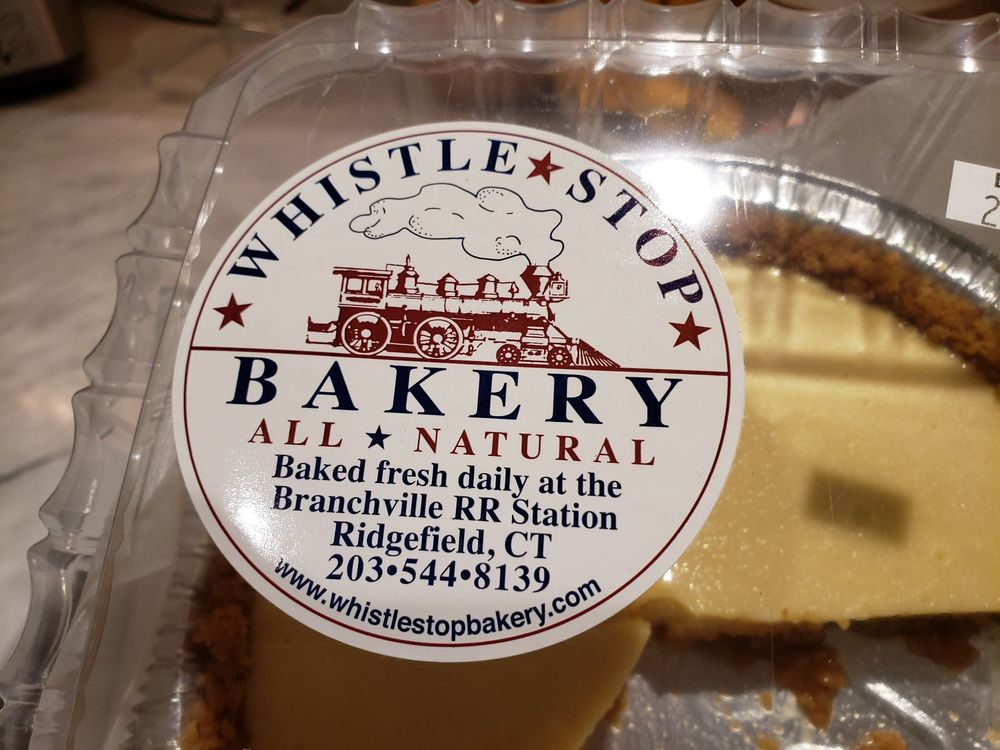 WHISTLE★STOP
BAKERY
ALL ★ NATURAL
Baked fresh daily at the
Branchville RR Station
Ridgefield, CT
203•544•8139
www.whistlestopbakery.com